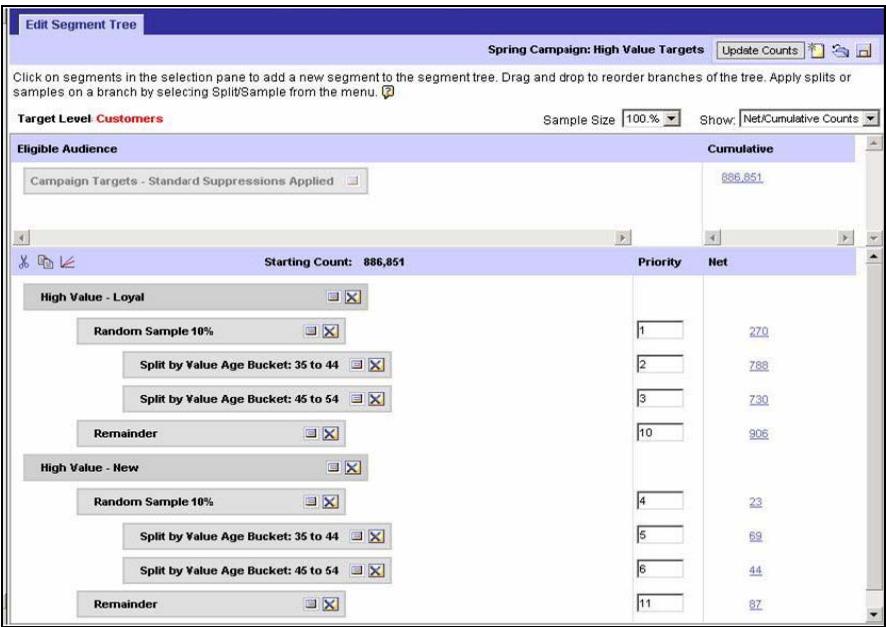 Edit Segment Tree
Spring Campaign: High Value Targets Update Counts
Click on segments in the selection pane to add a new segment to the segment tree. Drag and drop to reorder branches of the tree. Apply splits or
samples on a branch by selecting Split/Sample from the menu.
Target Level: Customers Sample Size 100.% Show: Net/Cumulative Counts
Eligible Audience Cumulative
Campaign Targets - Standard Suppressions Applied 886,851
Starting Count: 886,851 Priority Net
High Value - Loyal
Random Sample 10% 1 270
Split by Value Age Bucket: 35 to 44 2 788
Split by Value Age Bucket: 45 to 54 3 730
Remainder 10 906
High Value - New
Random Sample 10% 4 23
Split by Value Age Bucket: 35 to 44 5 69
Split by Value Age Bucket: 45 to 54 6 44
Remainder 11 87